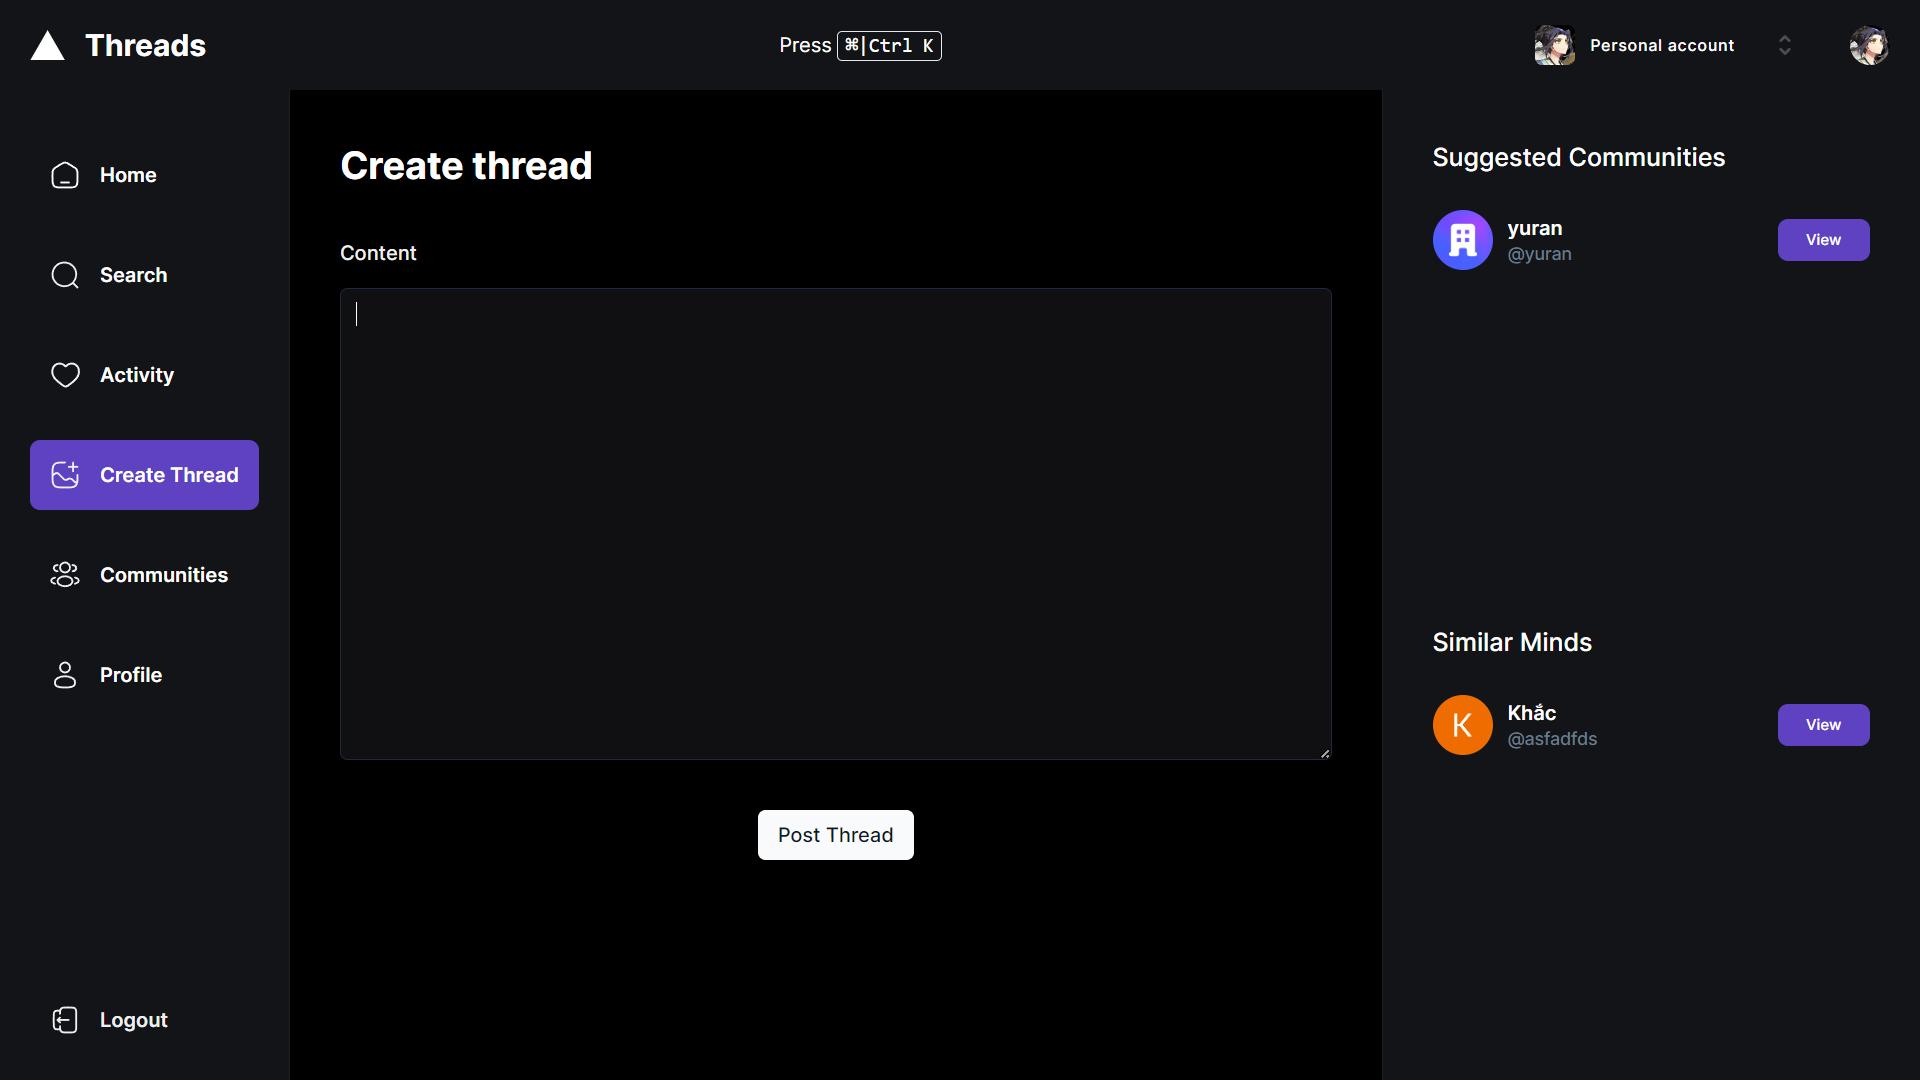 Threads
Press ⌘|Ctrl K
Personal account
Home
Search
Activity
Create Thread
Communities
Profile
Logout
Create thread
Content
Post Thread
Suggested Communities
yuran
@yuran
View
Similar Minds
K
Khắc
@asfadfds
View